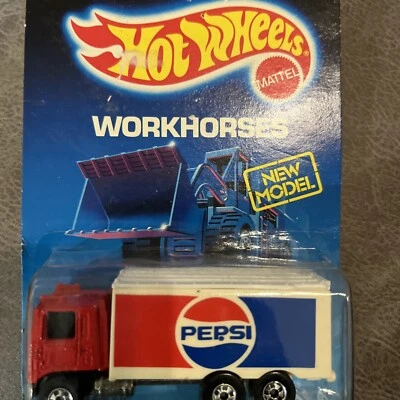 Hot Wheels
MATTEL
WORKHORSES
NEW
MODEL
PEPSI